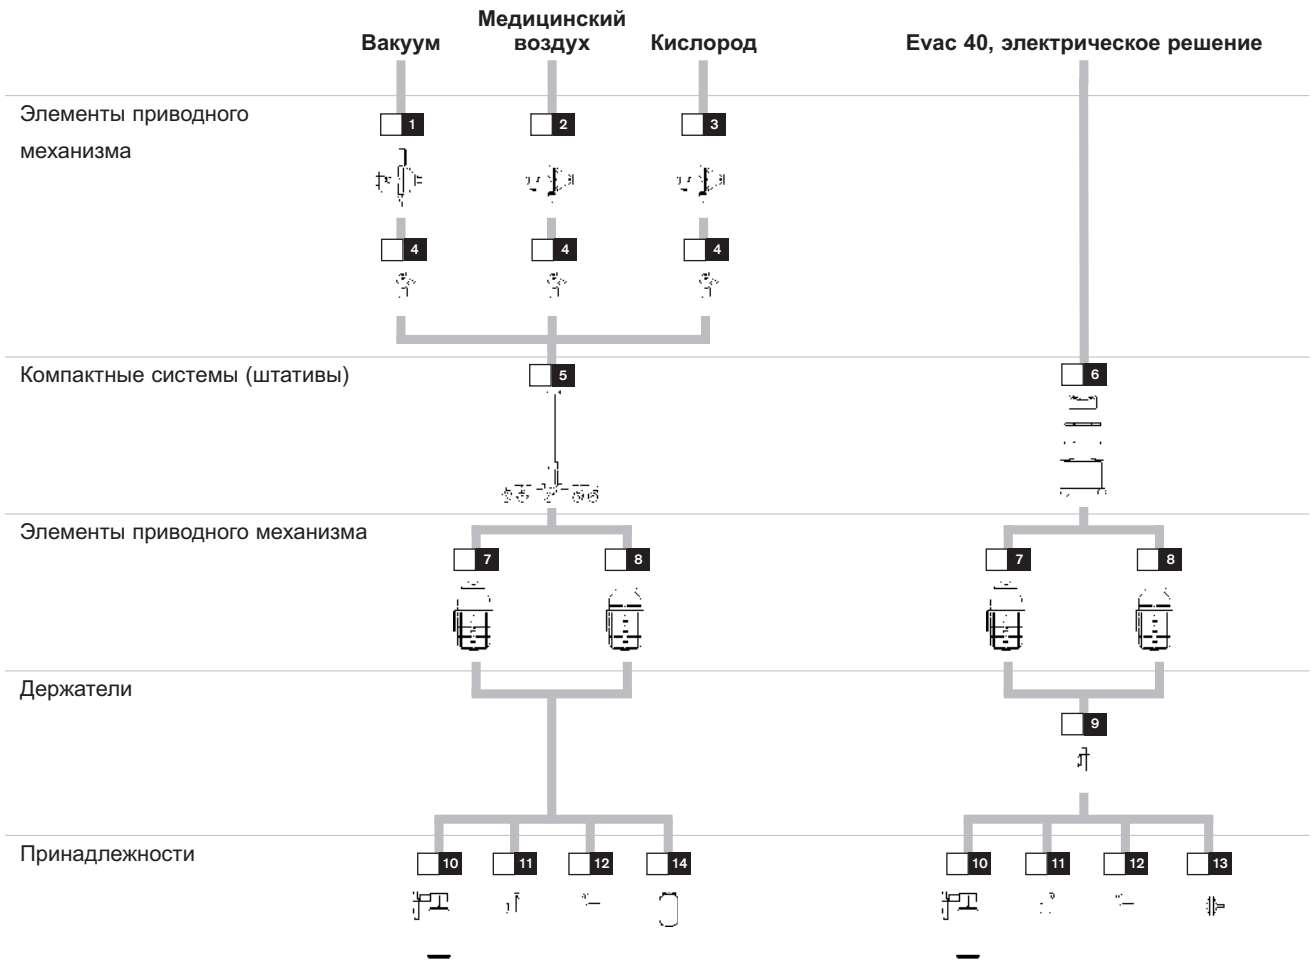 Медицинский
Вакуум воздух Кислород Evac 40, электрическое решение
Элементы приводного
механизма
1 2 3
4 4 4
Компактные системы (штативы)
5 6
Элементы приводного механизма
7 8 7 8
Держатели
9
Принадлежности
10 11 12 14 10 11 12 13